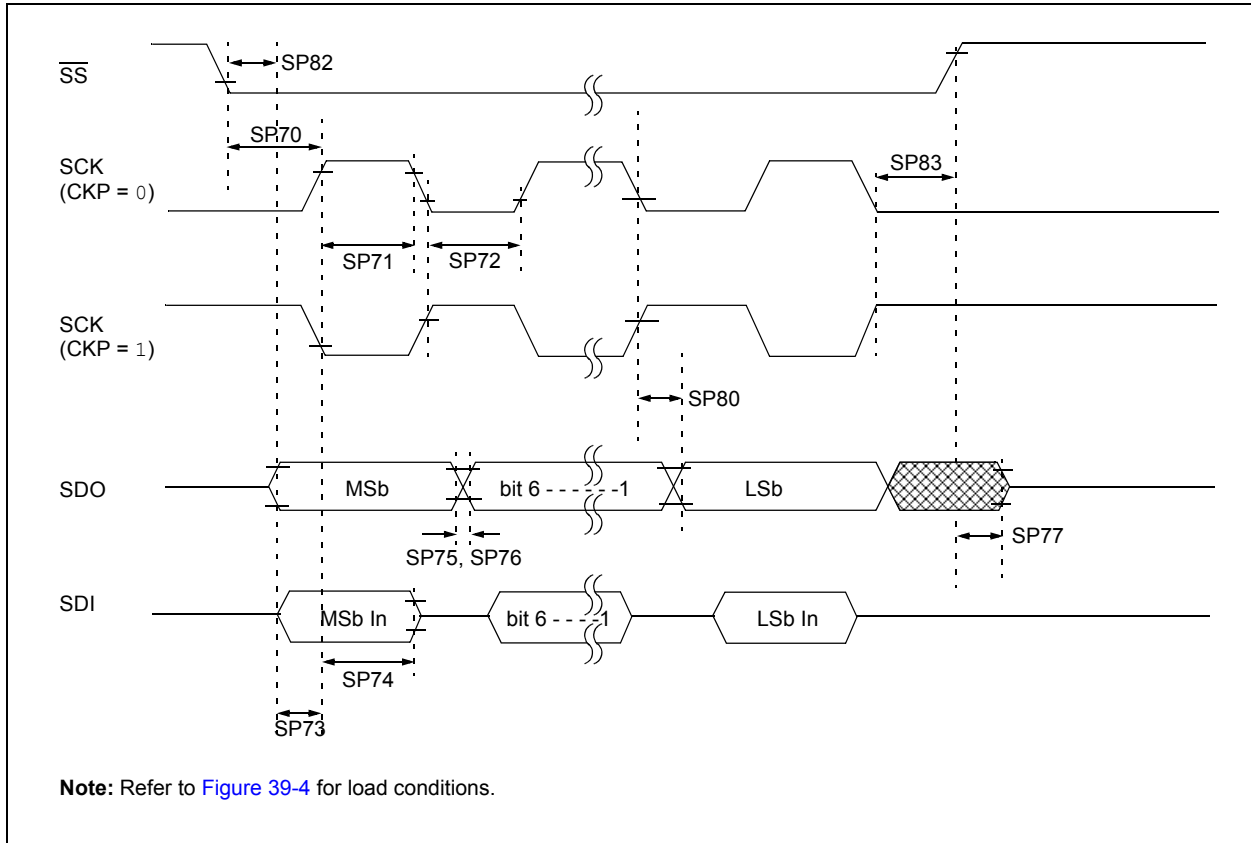 SS
SP82
SP70
SCK
(CKP = 0)
SP83
SP71
SP72
SCK
(CKP = 1)
SP80
SDO
MSb
bit 6 - - - - - -1
LSb
SP75, SP76
SP77
SDI
MSb In
bit 6 - - - -1
LSb In
SP74
SP73
Note: Refer to Figure 39-4 for load conditions.